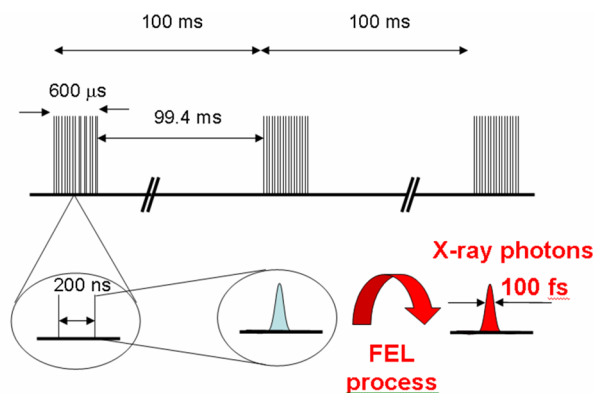 100 ms
100 ms
600 µs
99.4 ms
200 ns
X-ray photons
100 fs
FEL
process